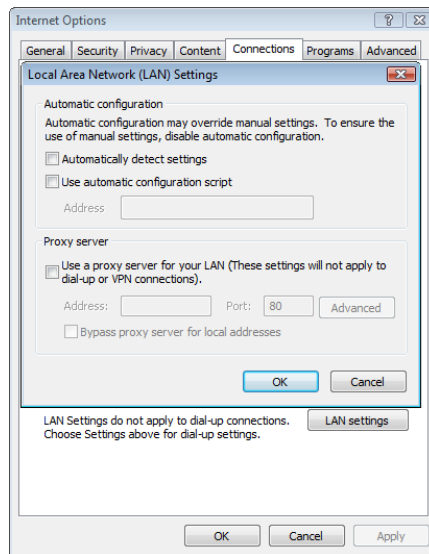 Internet Options
General Security Privacy Content Connections Programs Advanced
Local Area Network (LAN) Settings
Automatic configuration
Automatic configuration may override manual settings. To ensure the
use of manual settings, disable automatic configuration.
Automatically detect settings
Use automatic configuration script
Address
Proxy server
Use a proxy server for your LAN (These settings will not apply to
dial-up or VPN connections).
Address: Port: 80 Advanced
Bypass proxy server for local addresses
OK Cancel
LAN Settings do not apply to dial-up connections. LAN settings
Choose Settings above for dial-up settings.
OK Cancel Apply